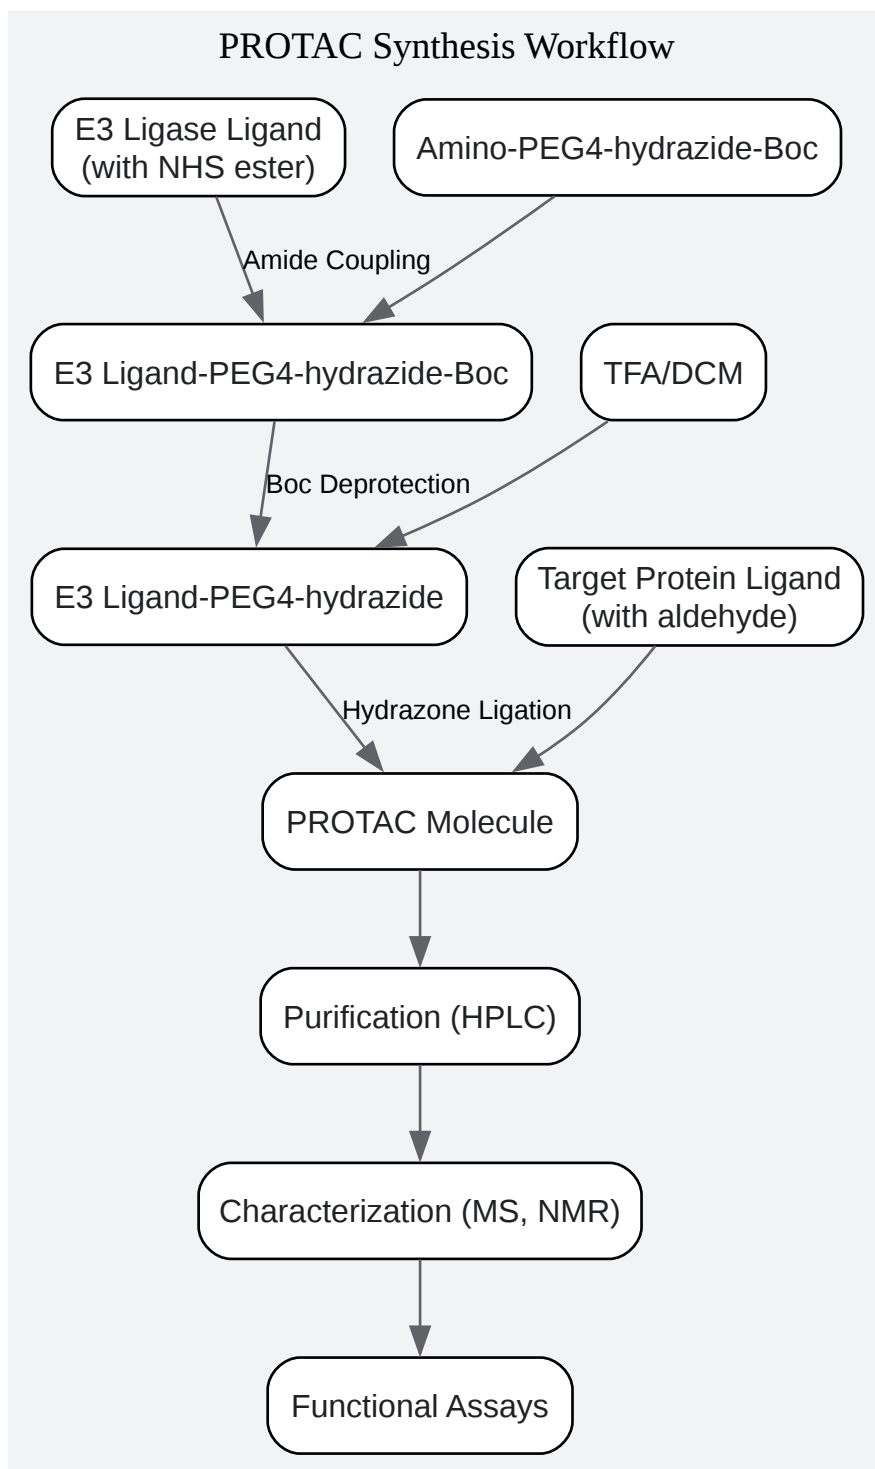 PROTAC Synthesis Workflow
E3 Ligase Ligand
(with NHS ester)
Amino-PEG4-hydrazide-Boc
Amide Coupling
E3 Ligand-PEG4-hydrazide-Boc
TFA/DCM
Boc Deprotection
E3 Ligand-PEG4-hydrazide
Target Protein Ligand
(with aldehyde)
Hydrazone Ligation
PROTAC Molecule
Purification (HPLC)
Characterization (MS, NMR)
Functional Assays